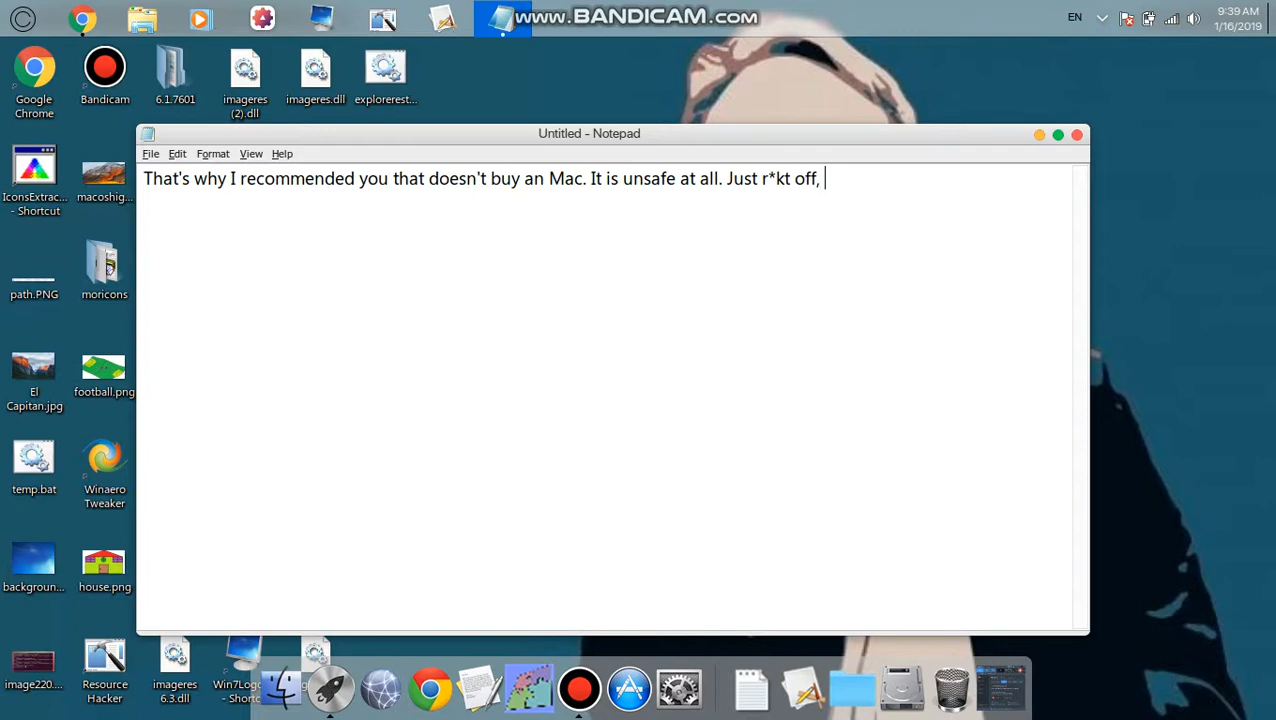 www.BANDICAM.com
EN
9:39 AM
1/16/2019
Google
Chrome
Bandicam
6.1.7601
imageres
(2).dll
imageres.dll
explorerest...
Untitled - Notepad
File Edit Format View Help
That's why I recommended you that doesn't buy an Mac. It is unsafe at all. Just r*kt off,
IconsExtrac...
- Shortcut
macoshig...
path.PNG
moricons
El
Capitan.jpg
football.png
temp.bat
Winaero
Tweaker
backgroun...
house.png
image220....
Resource
Hacker
imageres
6.3.dll
Win7Logo
- Shortc